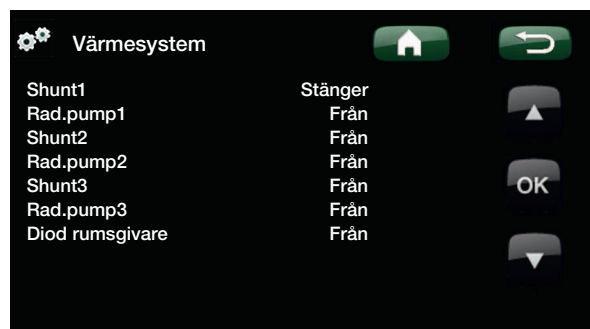 Värmesystem
Shunt1 Stänger
Rad.pump1 Från
Shunt2 Från
Rad.pump2 Från
Shunt3 Från
Rad.pump3 Från
Diod rumsgivare Från
OK